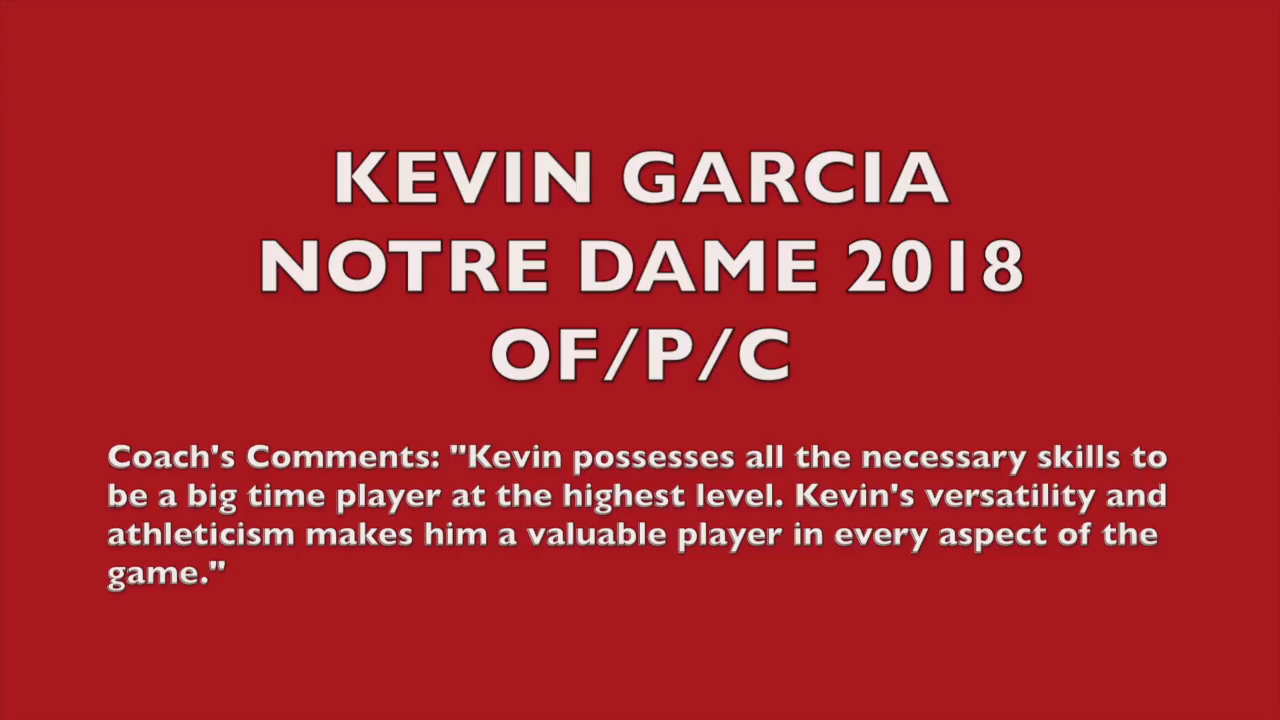 KEVIN GARCIA
NOTRE DAME 2018
OF/P/C
Coach's Comments: "Kevin possesses all the necessary skills to
be a big time player at the highest level. Kevin's versatility and
athleticism makes him a valuable player in every aspect of the
game."